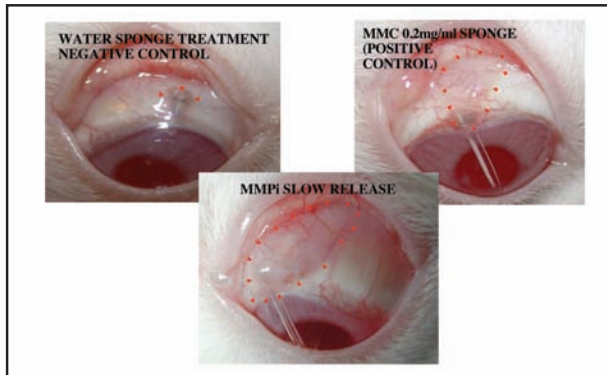 WATER SPONGE TREATMENT
NEGATIVE CONTROL
MMC 0.2mg/ml SPONGE
(POSITIVE
CONTROL)
MMPi SLOW RELEASE